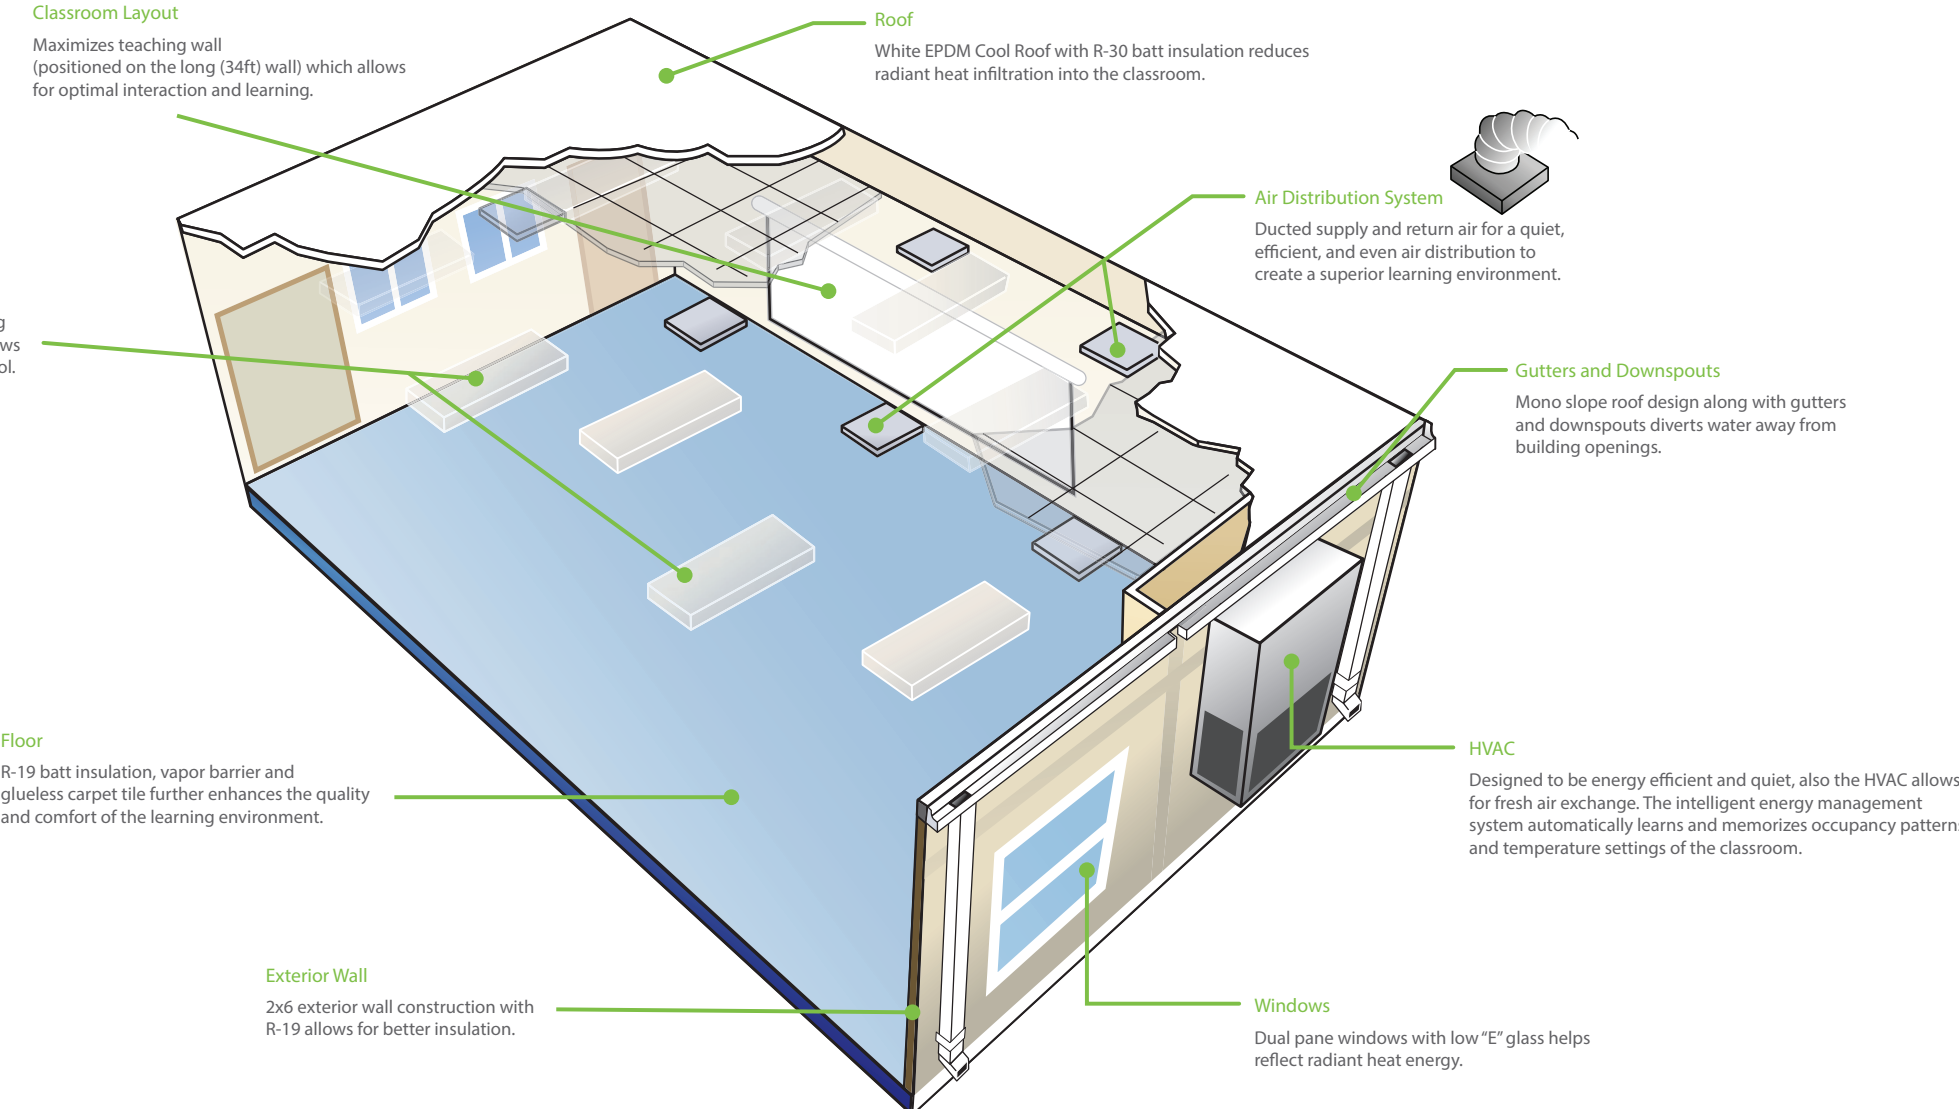 Classroom Layout
Maximizes teaching wall
(positioned on the long (34ft) wall) which allows
for optimal interaction and learning.
Roof
White EPDM Cool Roof with R-30 batt insulation reduces
radiant heat infiltration into the classroom.
Air Distribution System
Ducted supply and return air for a quiet,
efficient, and even air distribution to
create a superior learning environment.
Gutters and Downspouts
Mono slope roof design along with gutters
and downspouts diverts water away from
building openings.
HVAC
Designed to be energy efficient and quiet, also the HVAC allows
for fresh air exchange. The intelligent energy management
system automatically learns and memorizes occupancy pattern
and temperature settings of the classroom.
Floor
R-19 batt insulation, vapor barrier and
glueless carpet tile further enhances the quality
and comfort of the learning environment.
Exterior Wall
2x6 exterior wall construction with
R-19 allows for better insulation.
Windows
Dual pane windows with low “E” glass helps
reflect radiant heat energy.